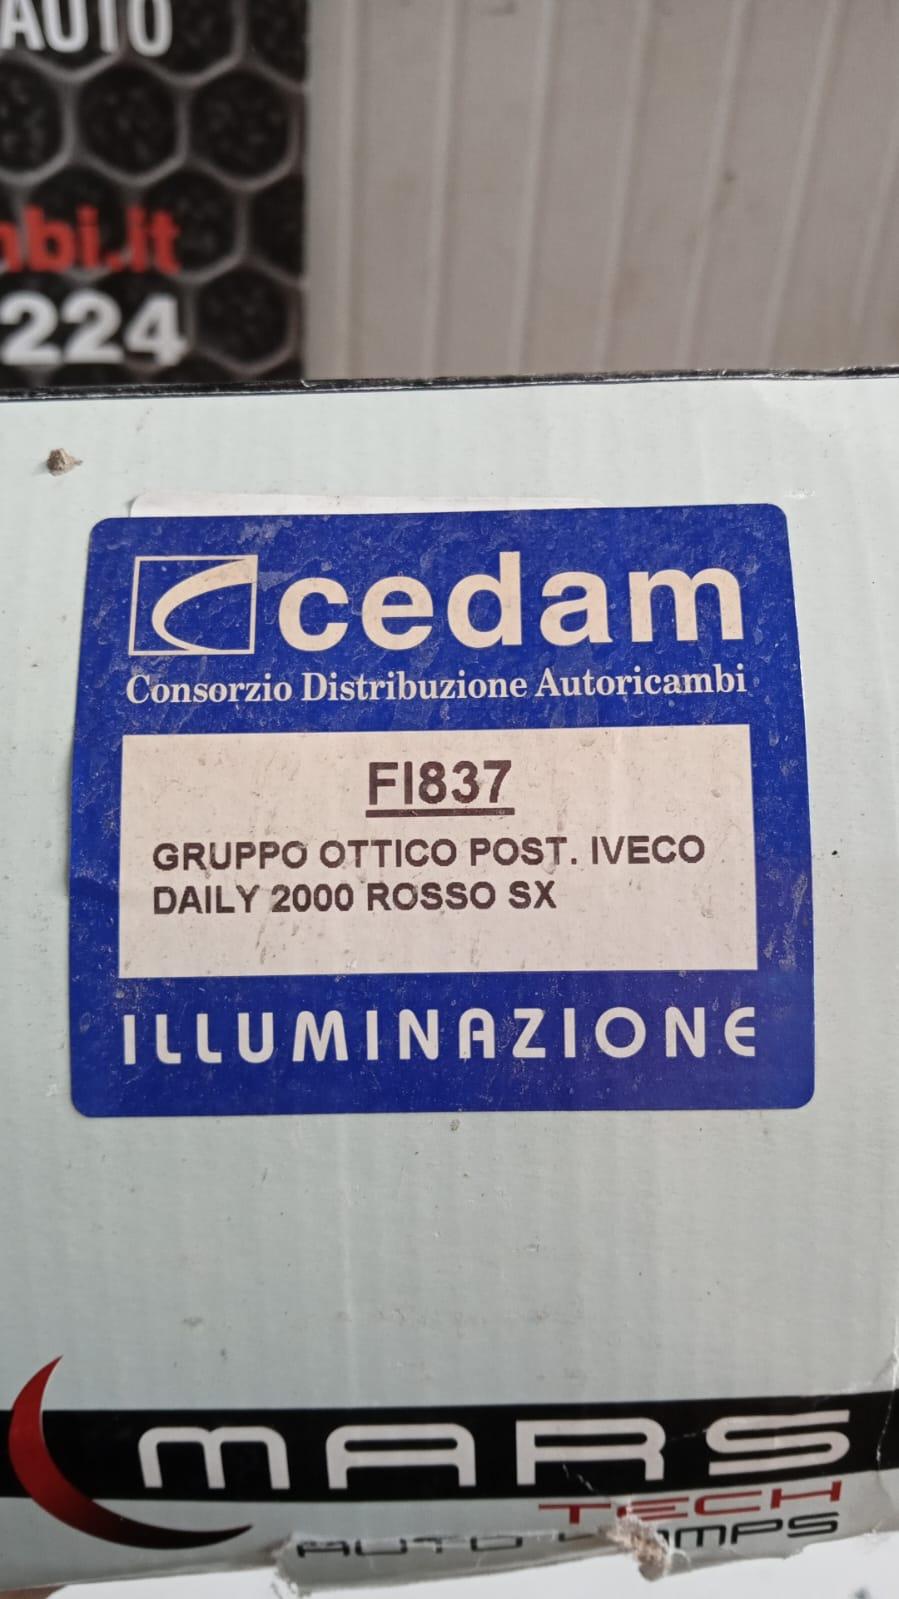 AUTO
mbi.it
224
cedam
Consorzio Distribuzione Autoricambi
FI837
GRUPPO OTTICO POST. IVECO
DAILY 2000 ROSSO SX
ILLUMINAZIONE
MARS
TECH
AUTO